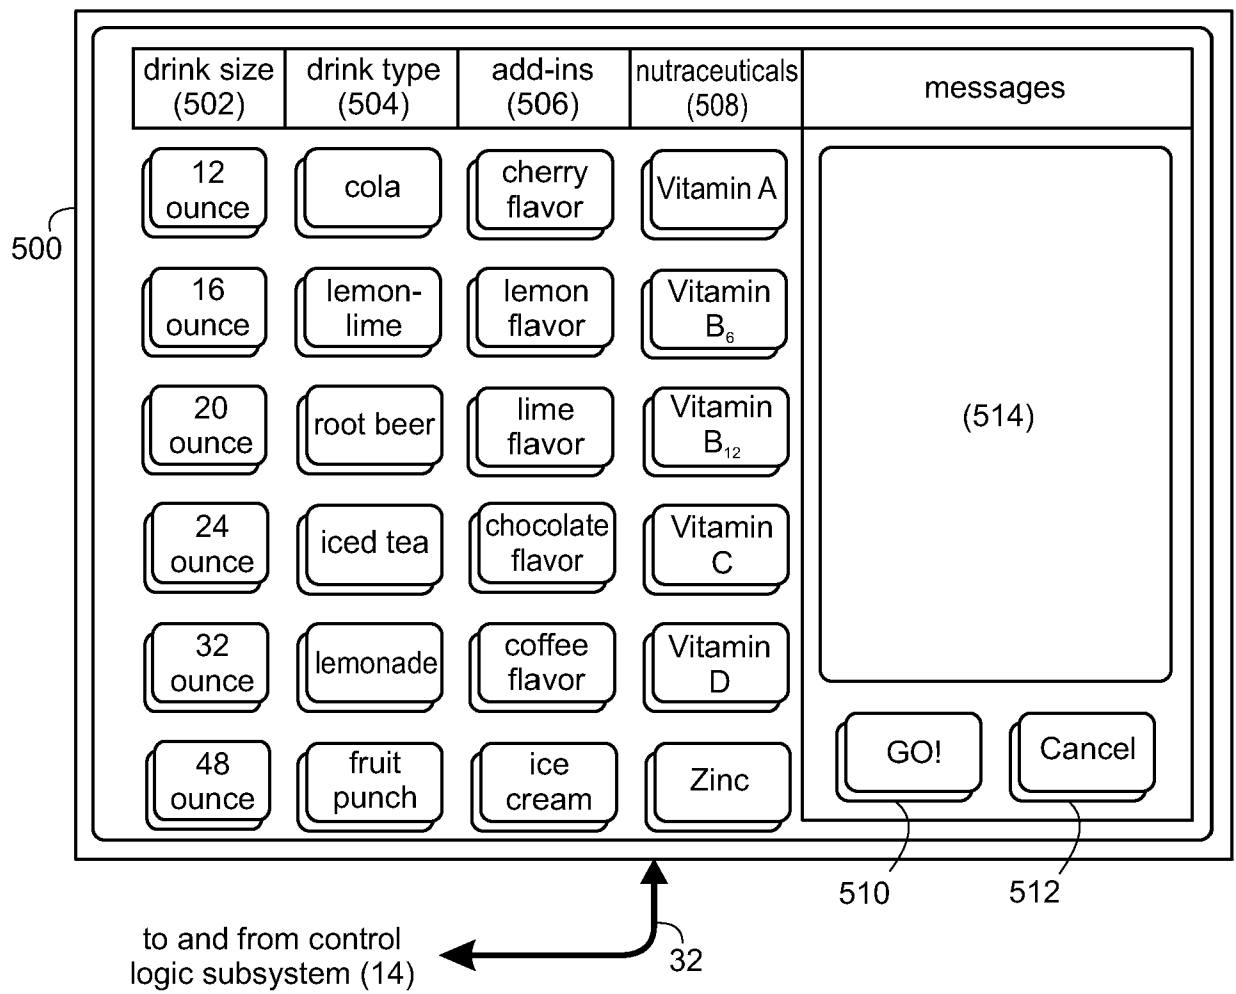 drink size
(502)
drink type
(504)
add-ins
(506)
nutraceuticals
(508)
messages
12
ounce
cola
cherry
flavor
Vitamin A
500
16
ounce
lemon-
lime
lemon
flavor
Vitamin
B₆
20
ounce
root beer
lime
flavor
Vitamin
B₁₂
(514)
24
ounce
iced tea
chocolate
flavor
Vitamin
C
32
ounce
lemonade
coffee
flavor
Vitamin
D
48
ounce
fruit
punch
ice
cream
Zinc
GO!
Cancel
510
512
to and from control
logic subsystem (14)
32